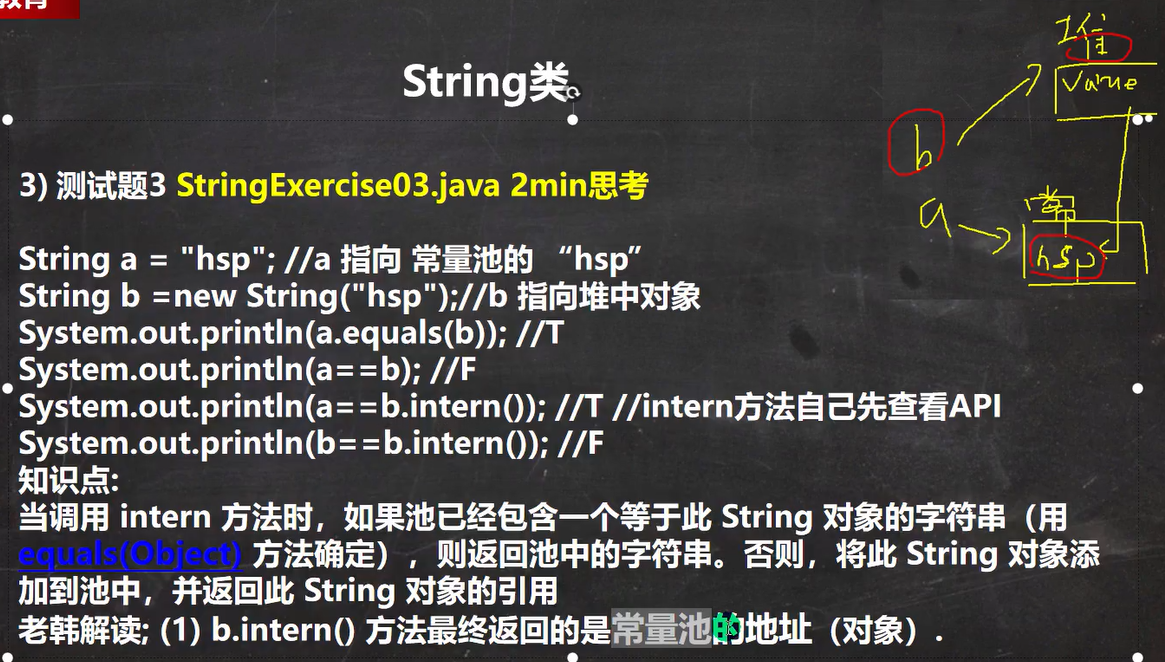 教育
String类
3) 测试题3 StringExercise03.java 2min思考
String a = "hsp"; //a 指向 常量池的 “hsp”
String b =new String("hsp");//b 指向堆中对象
System.out.println(a.equals(b)); //T
System.out.println(a==b); //F
System.out.println(a==b.intern()); //T //intern方法自己先查看API
System.out.println(b==b.intern()); //F
知识点:
当调用 intern 方法时，如果池已经包含一个等于此 String 对象的字符串（用
equals(Object) 方法确定），则返回池中的字符串。否则，将此 String 对象添
加到池中，并返回此 String 对象的引用
老韩解读; (1) b.intern() 方法最终返回的是常量池的地址（对象）.
value
b
a
常
hsp